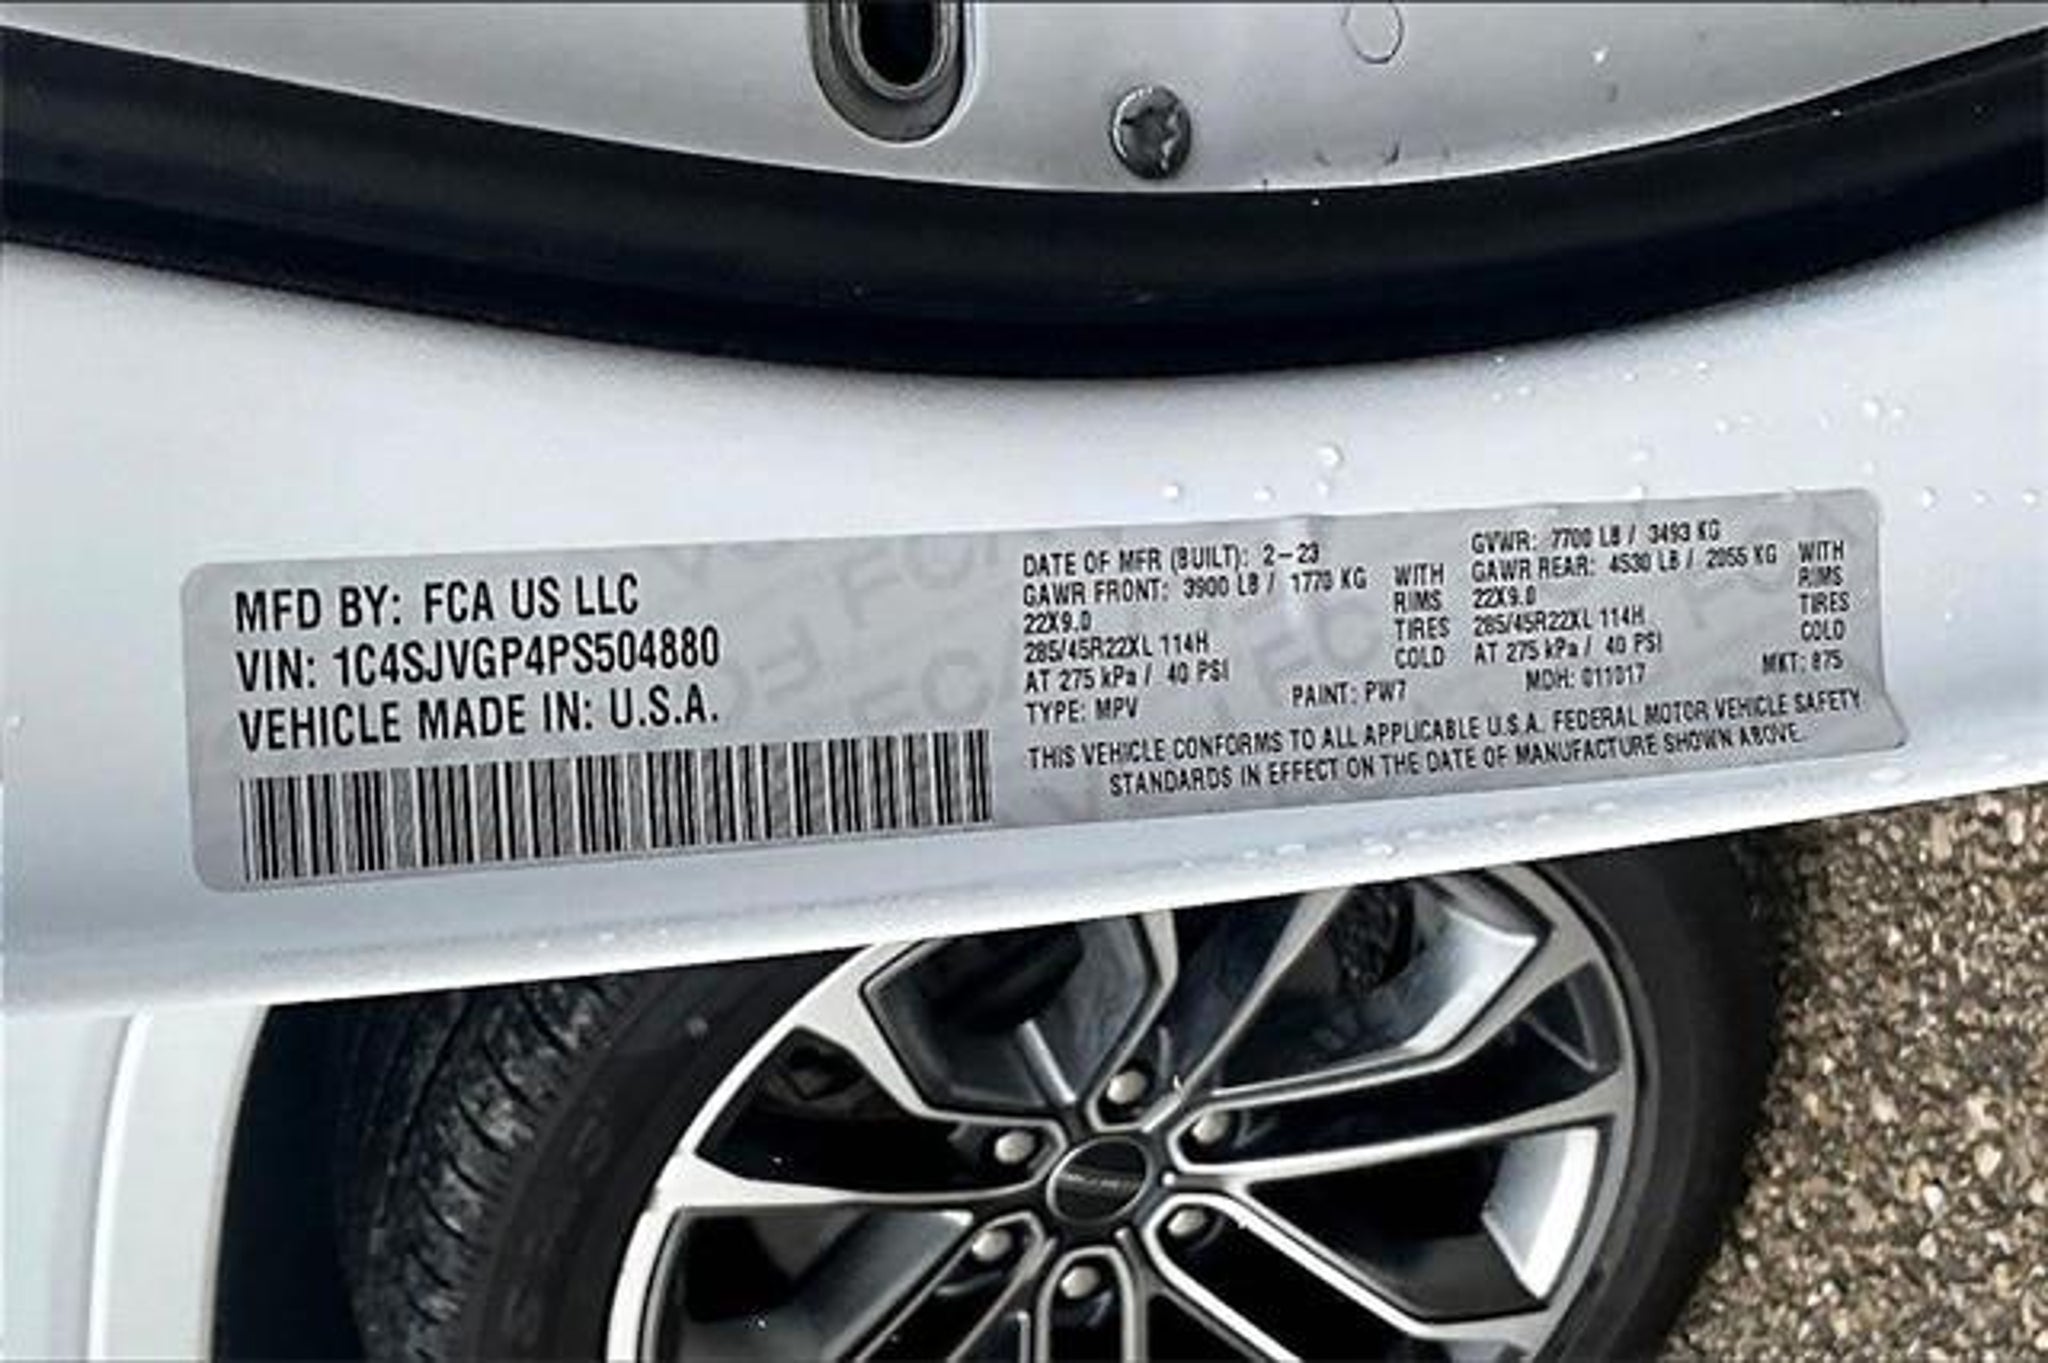 MFD BY: FCA US LLC
VIN: 1C4SJVGP4PS504880
VEHICLE MADE IN: U.S.A.
DATE OF MFR (BUILT): 2-23
GAWR FRONT: 3900 LB / 1770 KG WITH
22X9.0 RIMS
285/45R22XL 114H TIRES
AT 275 kPa / 40 PSI COLD
TYPE: MPV PAINT: PW7
GVWR: 7700 LB / 3493 KG
GAWR REAR: 4530 LB / 2055 KG WITH
22X9.0 RIMS
285/45R22XL 114H TIRES
AT 275 kPa / 40 PSI COLD
MDH: 011017 MKT: 875
THIS VEHICLE CONFORMS TO ALL APPLICABLE U.S.A. FEDERAL MOTOR VEHICLE SAFETY
STANDARDS IN EFFECT ON THE DATE OF MANUFACTURE SHOWN ABOVE.